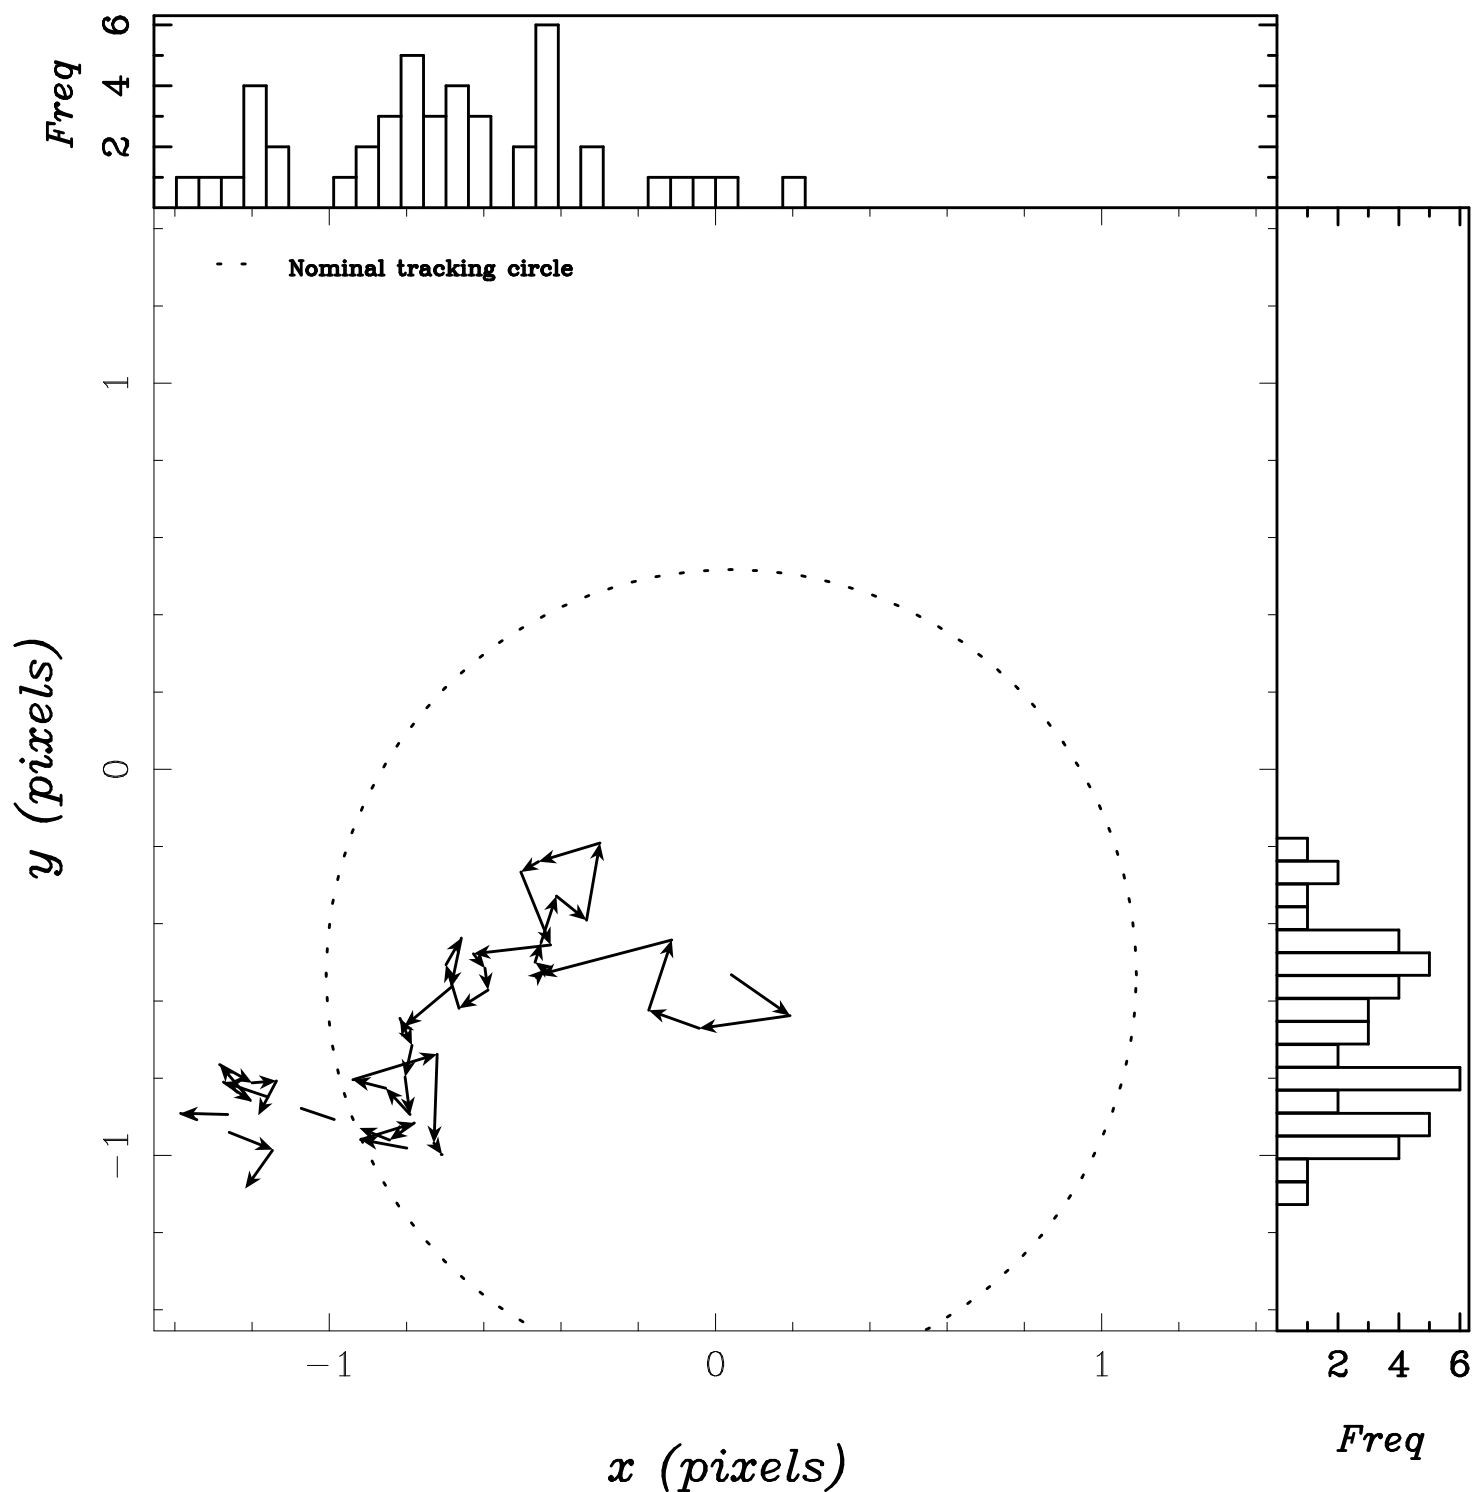 Freq
2 4 6
Nominal tracking circle
y (pixels)
1
0
−1
−1 0 1
x (pixels)
2 4 6
Freq